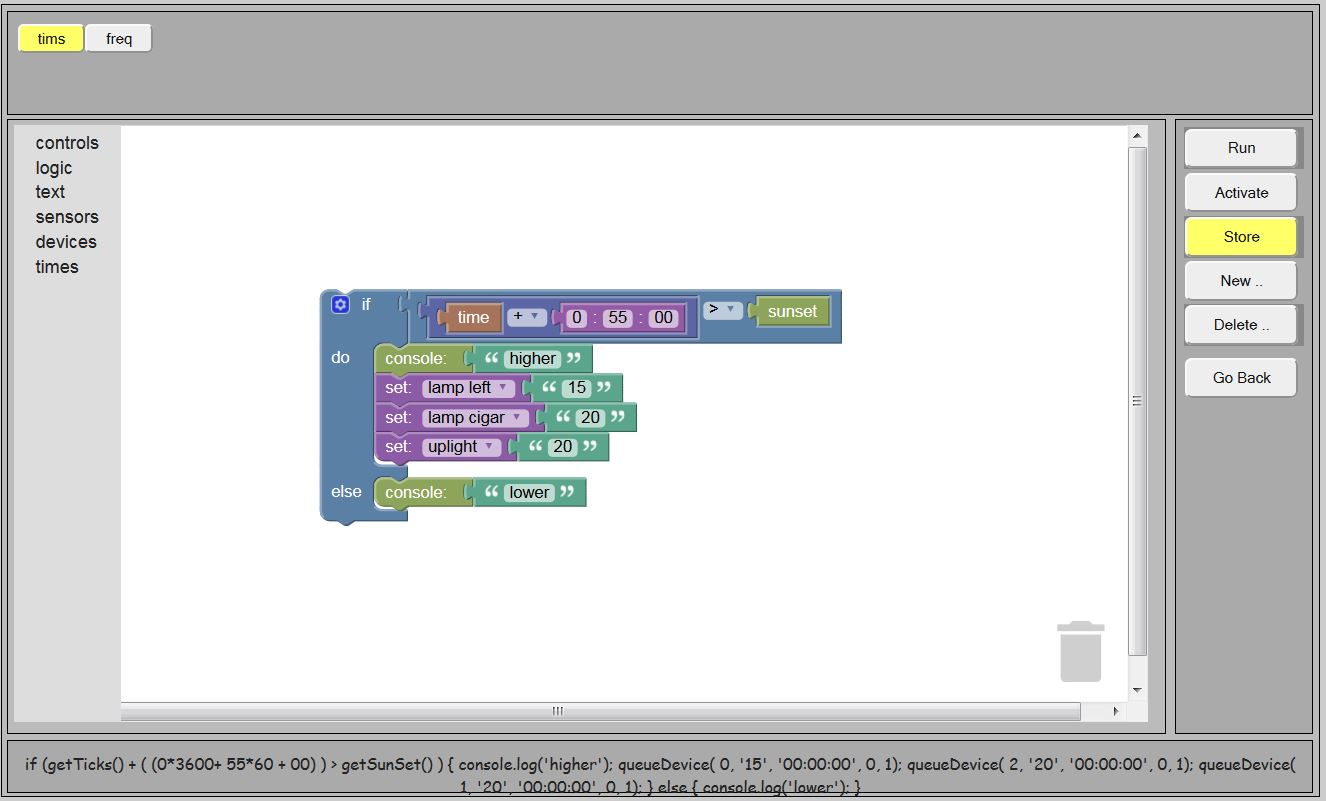 tims freq
controls
logic
text
sensors
devices
times
if time + 0 : 55 : 00 > sunset
do console: “ higher ”
set: lamp left “ 15 ”
set: lamp cigar “ 20 ”
set: uplight “ 20 ”
else console: “ lower ”
Run
Activate
Store
New ..
Delete ..
Go Back
if (getTicks() + ( (0*3600+ 55*60 + 00) ) > getSunSet() ) { console.log('higher'); queueDevice( 0, '15', '00:00:00', 0, 1); queueDevice( 2, '20', '00:00:00', 0, 1); queueDevice(
1, '20', '00:00:00', 0, 1); } else { console.log('lower'); }